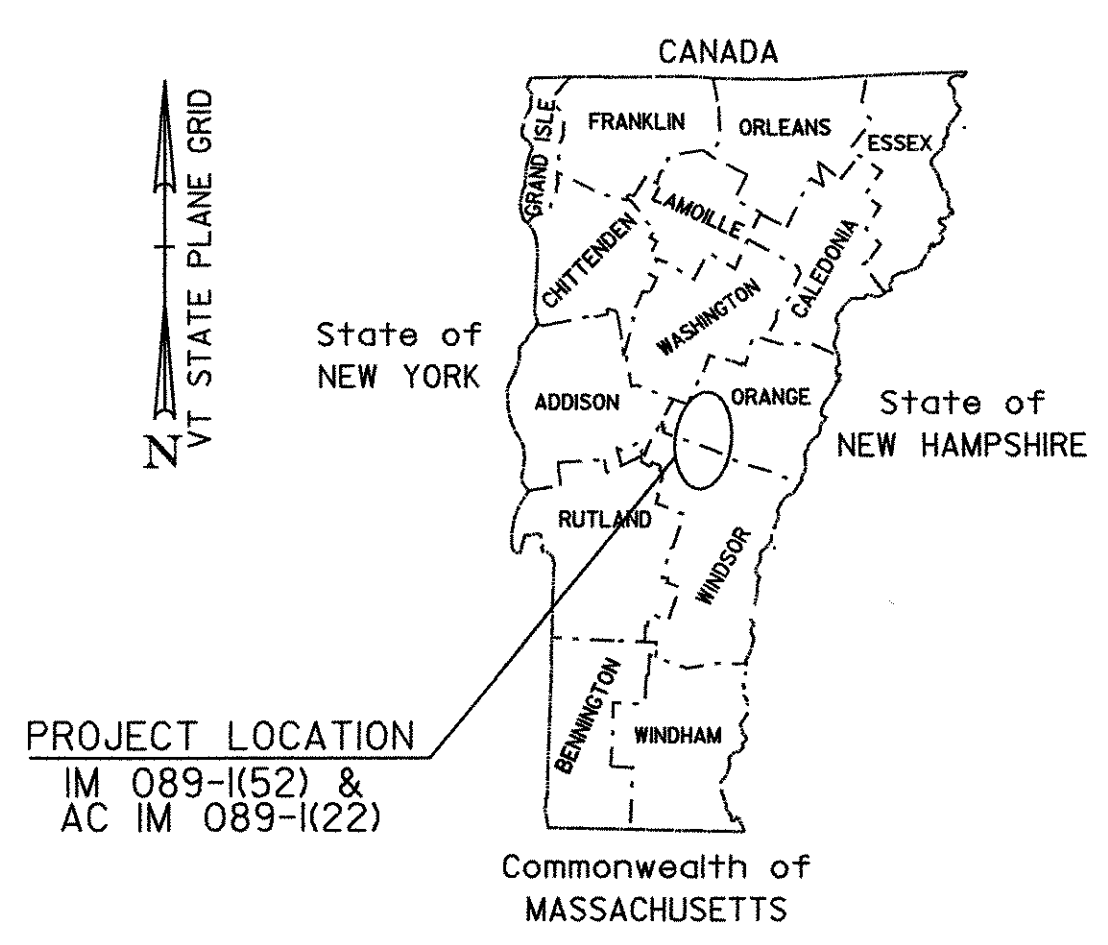 CANADA
VT STATE PLANE GRID
N
GRAND ISLE
FRANKLIN
ORLEANS
ESSEX
LAMOILLE
CHITTENDEN
CALEDONIA
WASHINGTON
State of
NEW YORK
ADDISON
ORANGE
State of
NEW HAMPSHIRE
RUTLAND
WINDSOR
BENNINGTON
WINDHAM
PROJECT LOCATION
IM 089-1(52) &
AC IM 089-1(22)
Commonwealth of
MASSACHUSETTS